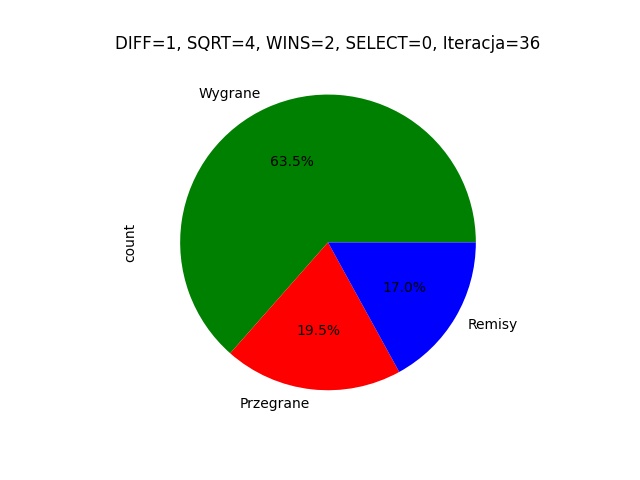 DIFF=1, SQRT=4, WINS=2, SELECT=0, Iteracja=36
Wygrane
63.5%
count
17.0%
Remisy
19.5%
Przegrane